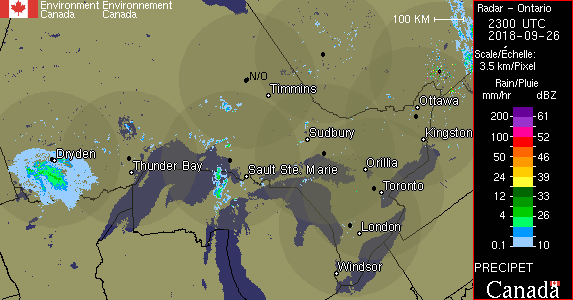 Environment Environnement
Canada Canada
100 KM
N/O
Timmins
Ottawa
Sudbury
Kingston
Dryden
Thunder Bay
Sault Ste. Marie
Orillia
Toronto
London
Windsor
Radar - Ontario
2300 UTC
2018-09-26
Scale/Échelle:
3.5 km/Pixel
Rain/Pluie
mm/hr dBZ
200 61
100 52
50 46
24 39
12 33
4 26
0.1 10
PRECIPET
Canada